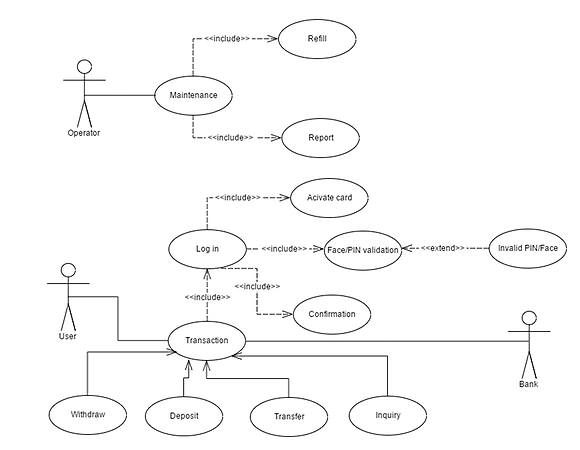 <<include>>
Refill
Maintenance
Operator
<<include>>
Report
<<include>>
Acivate card
Log in
<<include>>
Face/PIN validation
<<extend>>
Invalid PIN/Face
<<include>>
<<include>>
Confirmation
User
Transaction
Bank
Withdraw
Deposit
Transfer
Inquiry